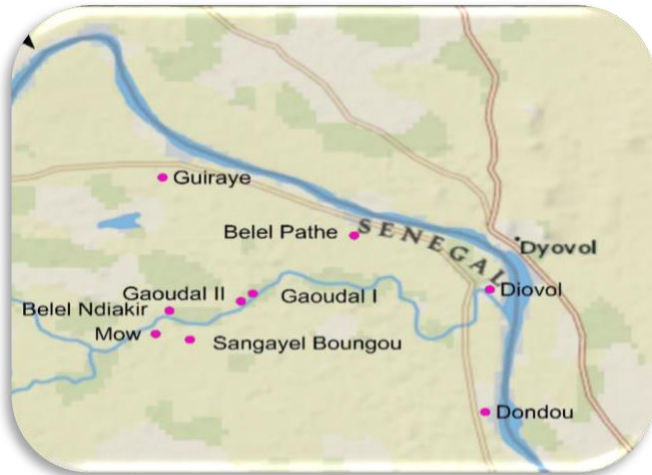 Guiraye
Belel Pathe
SENEGAL
Dyovol
Diovol
Gaoudal II
Gaoudal I
Belel Ndiakir
Mow
Sangayel Boungou
Dondou